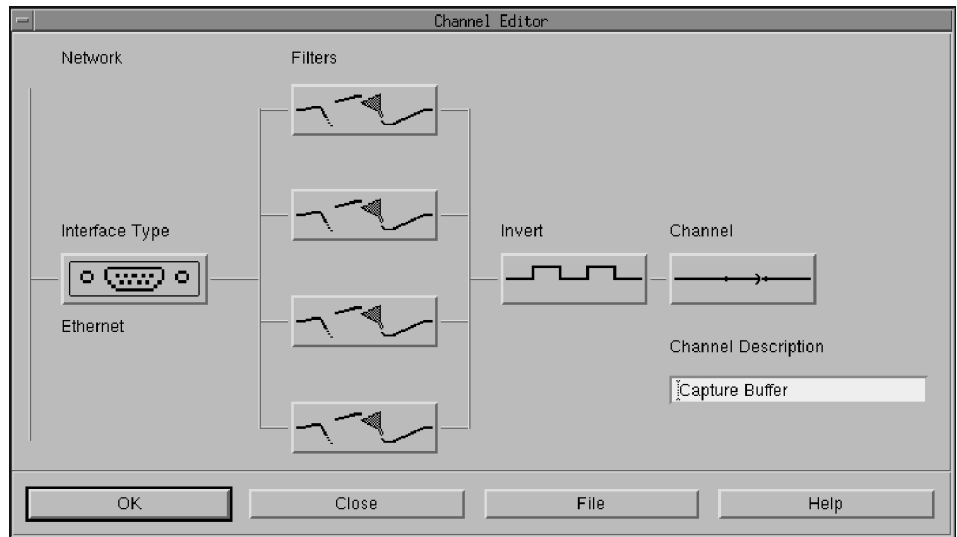 Channel Editor
Network
Filters
Interface Type
Invert
Channel
Ethernet
Channel Description
Capture Buffer
OK
Close
File
Help